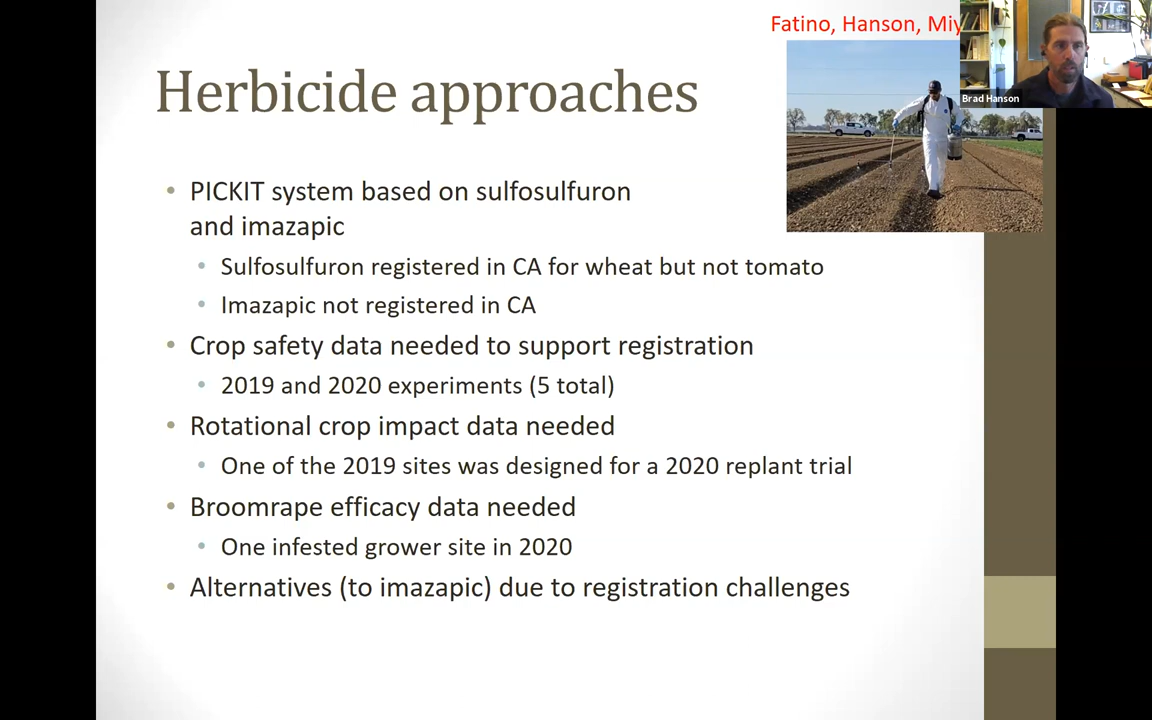 Fatino, Hanson,
Brad Hanson
Herbicide approaches
• PICKIT system based on sulfosulfuron
and imazapic
• Sulfosulfuron registered in CA for wheat but not tomato
• Imazapic not registered in CA
• Crop safety data needed to support registration
• 2019 and 2020 experiments (5 total)
• Rotational crop impact data needed
• One of the 2019 sites was designed for a 2020 replant trial
• Broomrape efficacy data needed
• One infested grower site in 2020
• Alternatives (to imazapic) due to registration challenges